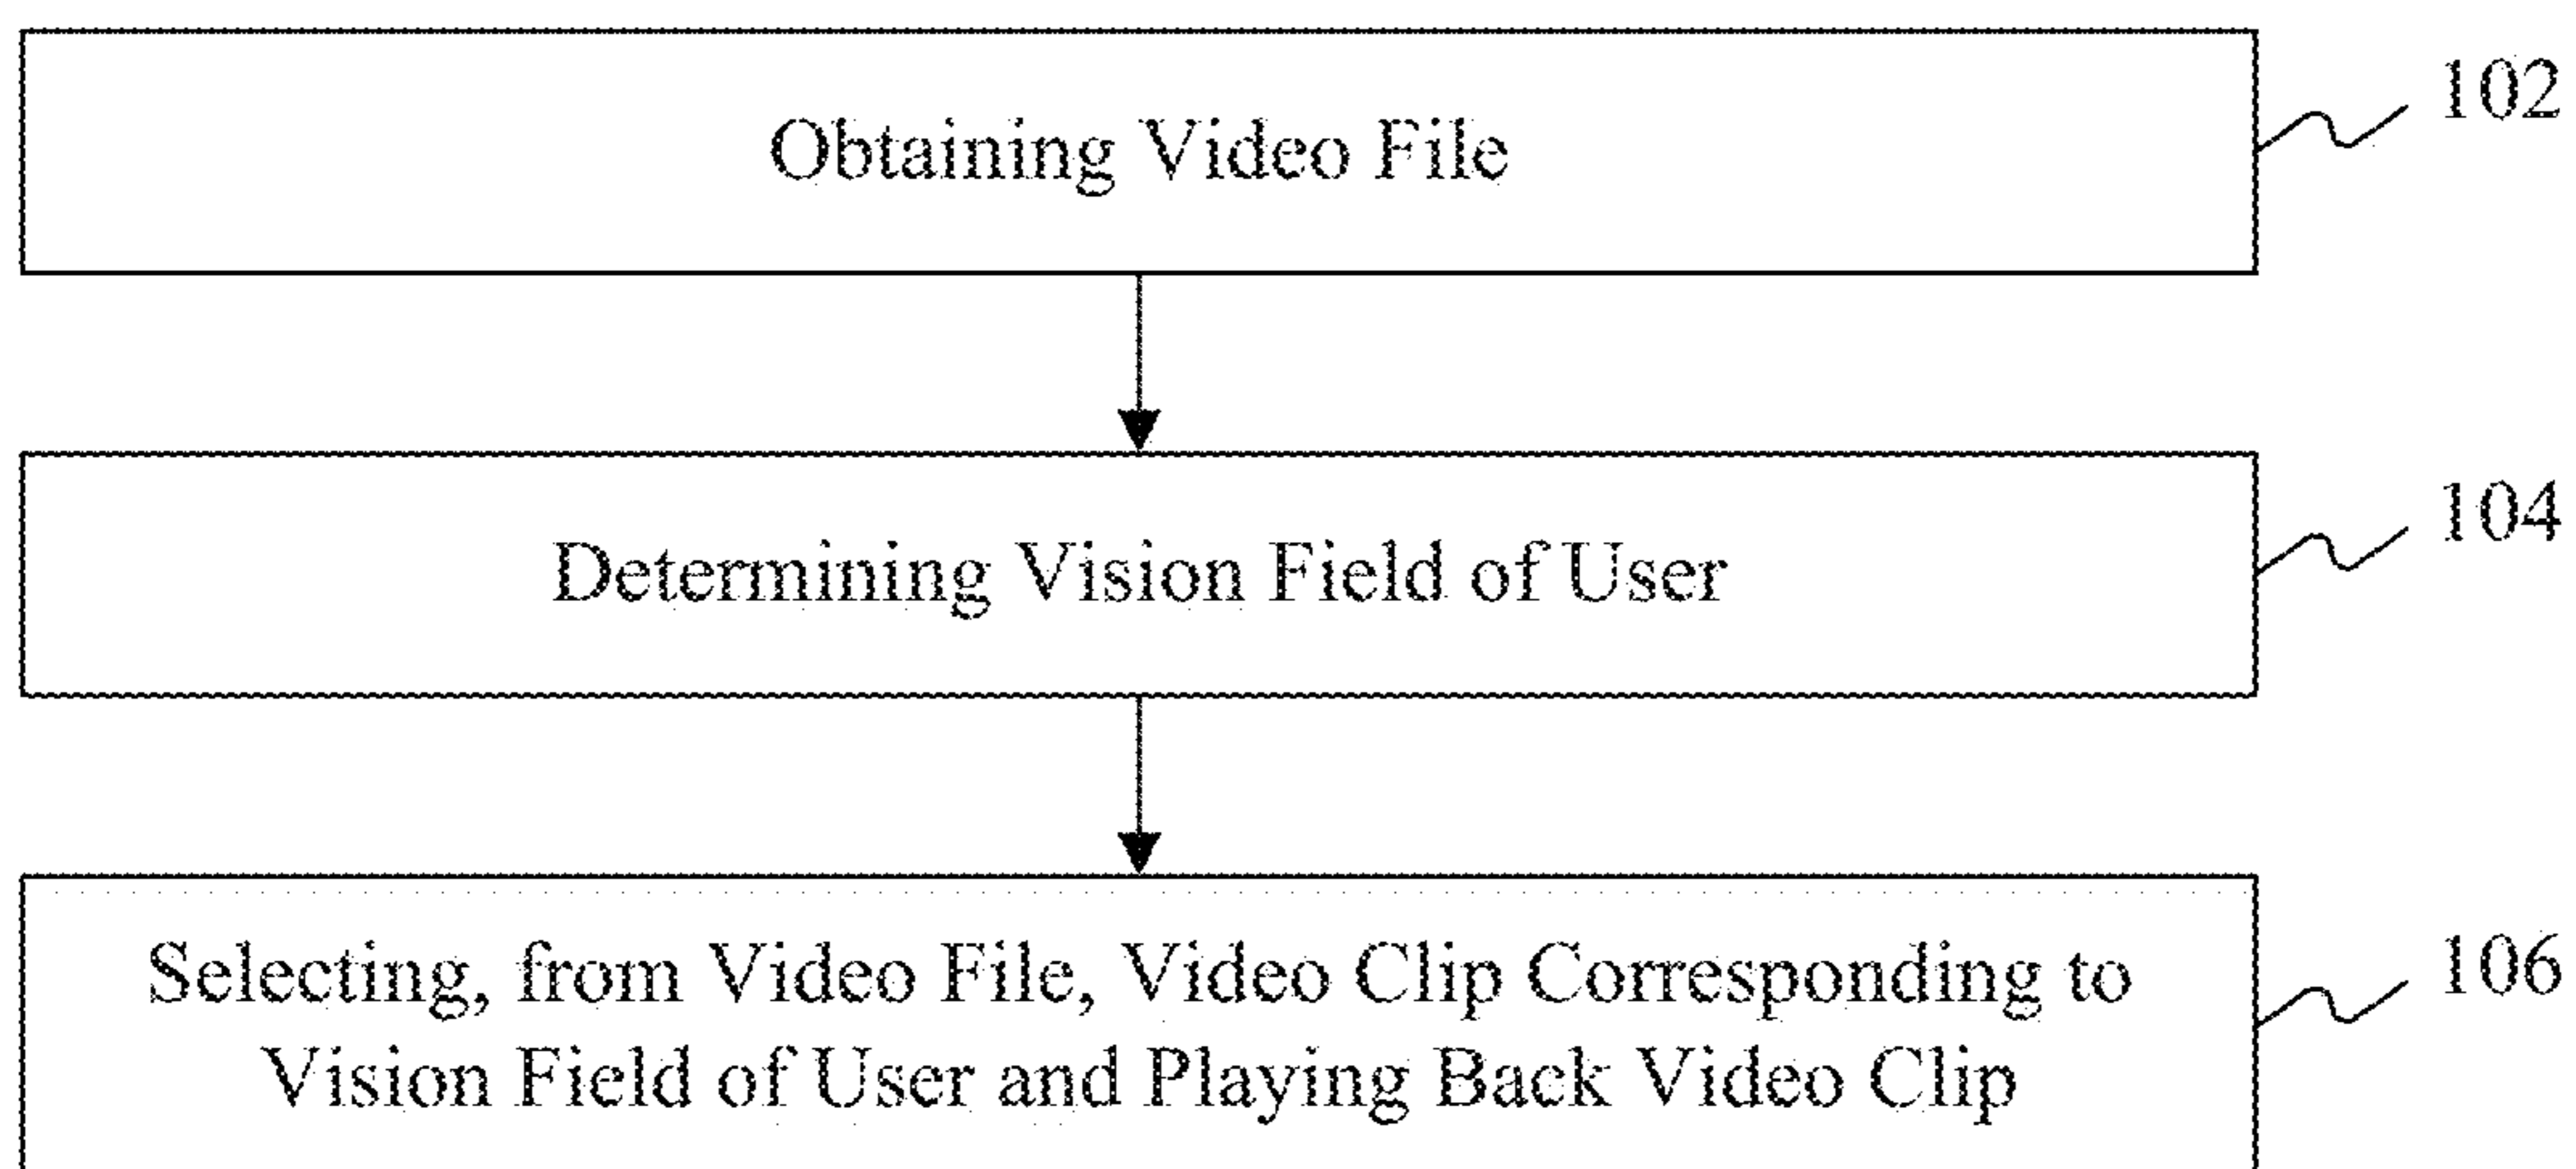 Obtaining Video File
102
Determining Vision Field of User
104
Selecting, from Video File, Video Clip Corresponding to
Vision Field of User and Playing Back Video Clip
106